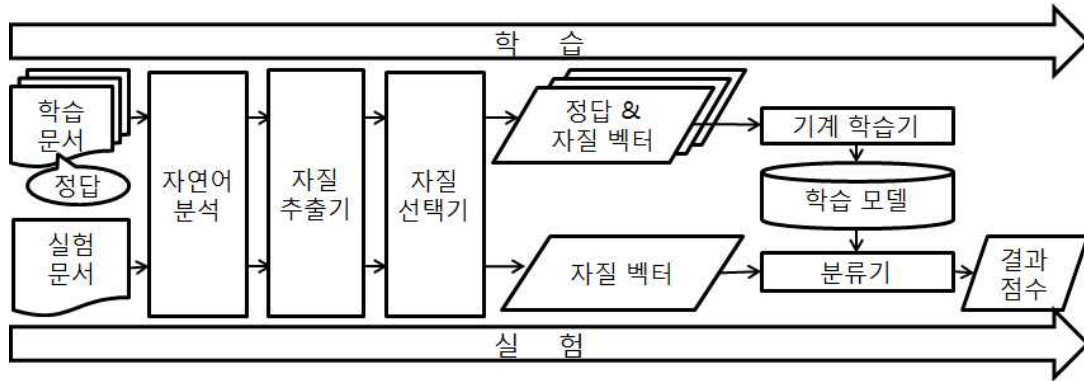 학 습
학습
문서
정답
자연어
분석
자질
추출기
자질
선택기
정답 &
자질 벡터
기계 학습기
학습 모델
실험
문서
자질 벡터
분류기
결과
점수
실 험